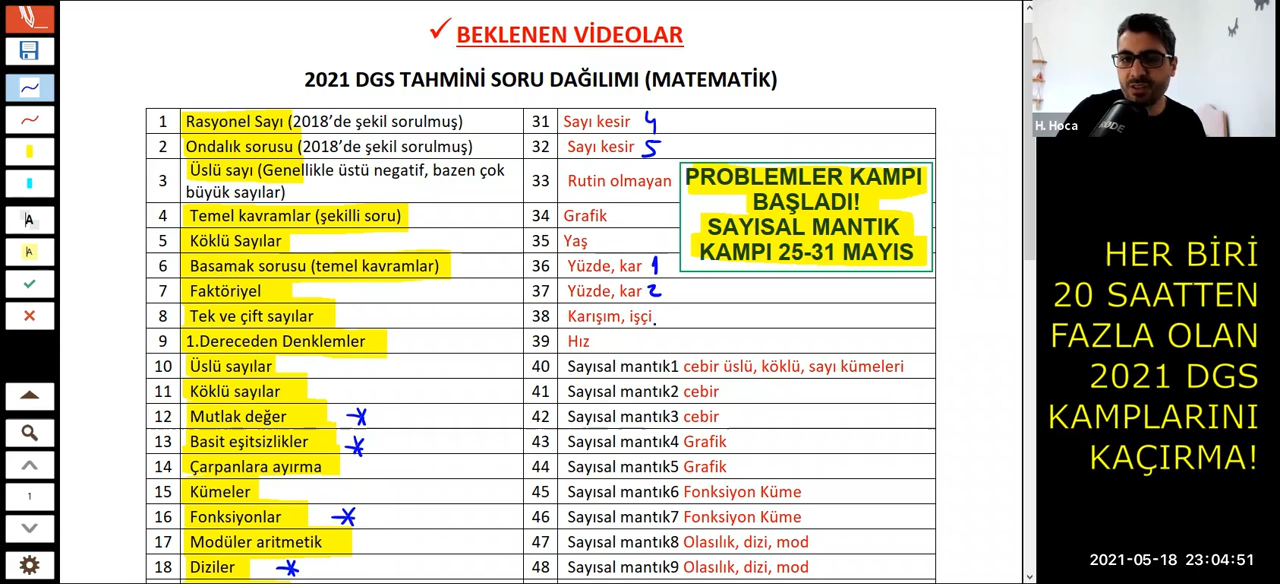 ✓ BEKLENEN VİDEOLAR
2021 DGS TAHMİNİ SORU DAĞILIMI (MATEMATİK)
1 Rasyonel Sayı (2018’de şekil sorulmuş) 31 Sayı kesir 4
2 Ondalık sorusu (2018’de şekil sorulmuş) 32 Sayı kesir 5
3 Üslü sayı (Genellikle üstü negatif, bazen çok
büyük sayılar) 33 Rutin olmayan
4 Temel kavramlar (şekilli soru) 34 Grafik
5 Köklü Sayılar 35 Yaş
6 Basamak sorusu (temel kavramlar) 36 Yüzde, kar 1
7 Faktöriyel 37 Yüzde, kar 2
8 Tek ve çift sayılar 38 Karışım, işçi
9 1.Dereceden Denklemler 39 Hız
10 Üslü sayılar 40 Sayısal mantık1 cebir üslü, köklü, sayı kümeleri
11 Köklü sayılar 41 Sayısal mantık2 cebir
12 Mutlak değer 42 Sayısal mantık3 cebir
13 Basit eşitsizlikler 43 Sayısal mantık4 Grafik
14 Çarpanlara ayırma 44 Sayısal mantık5 Grafik
15 Kümeler 45 Sayısal mantık6 Fonksiyon Küme
16 Fonksiyonlar 46 Sayısal mantık7 Fonksiyon Küme
17 Modüler aritmetik 47 Sayısal mantık8 Olasılık, dizi, mod
18 Diziler 48 Sayısal mantık9 Olasılık, dizi, mod
PROBLEMLER KAMPI
BAŞLADI!
SAYISAL MANTIK
KAMPI 25-31 MAYIS
A
A
1
H. Hoca
RODE
HER BİRİ
20 SAATTEN
FAZLA OLAN
2021 DGS
KAMPLARINI
KAÇIRMA!
2021-05-18 23:04:51